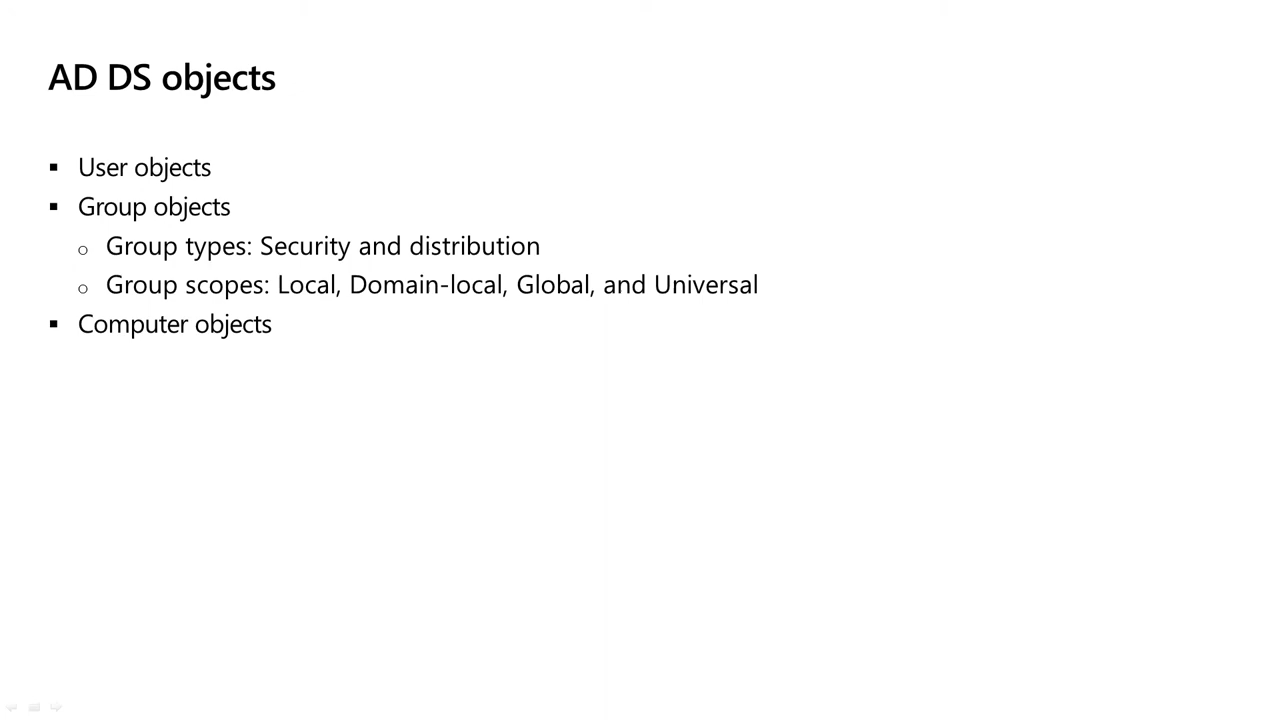 AD DS objects
▪ User objects
▪ Group objects
o Group types: Security and distribution
o Group scopes: Local, Domain-local, Global, and Universal
▪ Computer objects